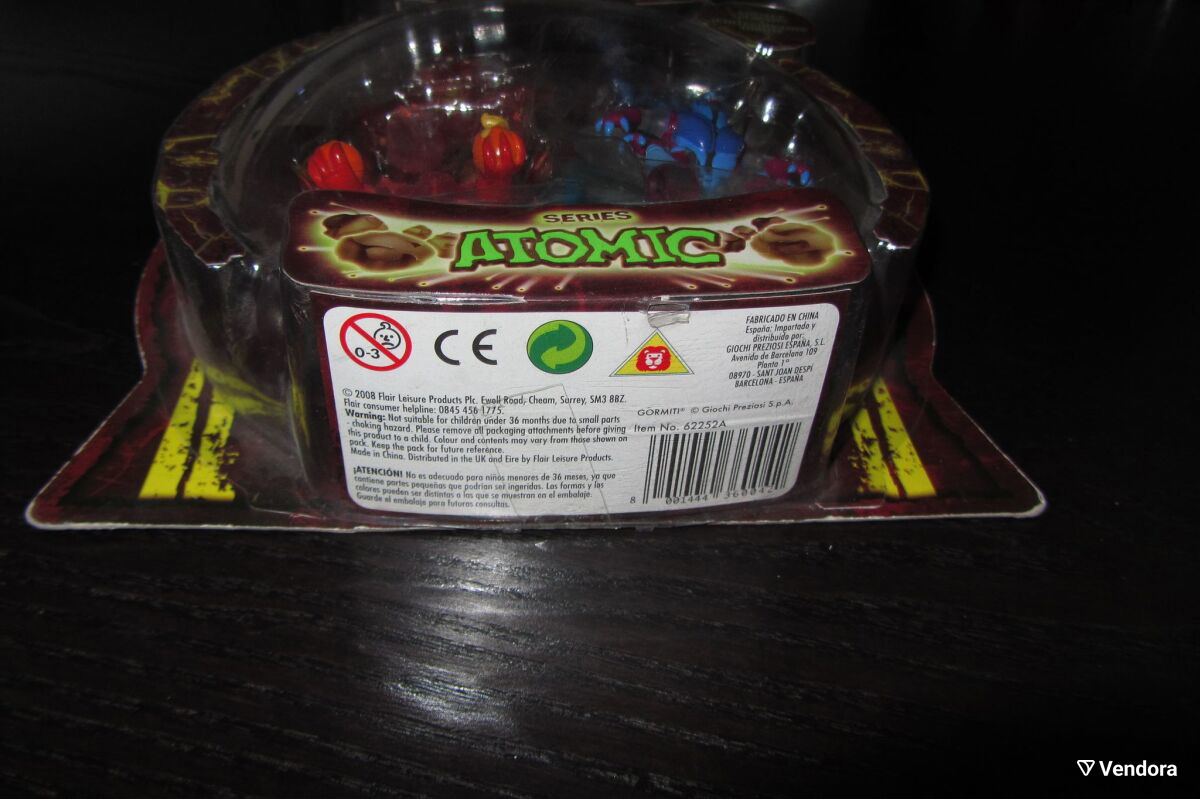 SERIES
ATOMIC
0-3
CE
© 2008 Flair Leisure Products Plc. Ewell Road, Cheam, Surrey, SM3 8BZ.
Flair consumer helpline: 0845 456 1775.
Warning: Not suitable for children under 36 months due to small parts
- choking hazard. Please remove all packaging attachments before giving
this product to a child. Colour and contents may vary from those shown on
pack. Keep the pack for future reference.
Made in China. Distributed in the UK and Eire by Flair Leisure Products.
¡ATENCIÓN! No es adecuado para niños menores de 36 meses, ya que
contiene partes pequeñas que podrían ser ingeridas. Las formas y los
colores pueden ser distintos a los que se muestran en el embalaje.
Guarde el embalaje para futuras consultas.
FABRICADO EN CHINA
España: Importado y
distribuido por:
GIOCHI PREZIOSI ESPAÑA, S.L.
Avenida de Barcelona 109
Planta 1°
08970 - SANT JOAN DESPI
BARCELONA - ESPAÑA
GORMITI® © Giochi Preziosi S.p.A.
Item No. 62252A
8 001444 360042
Vendora